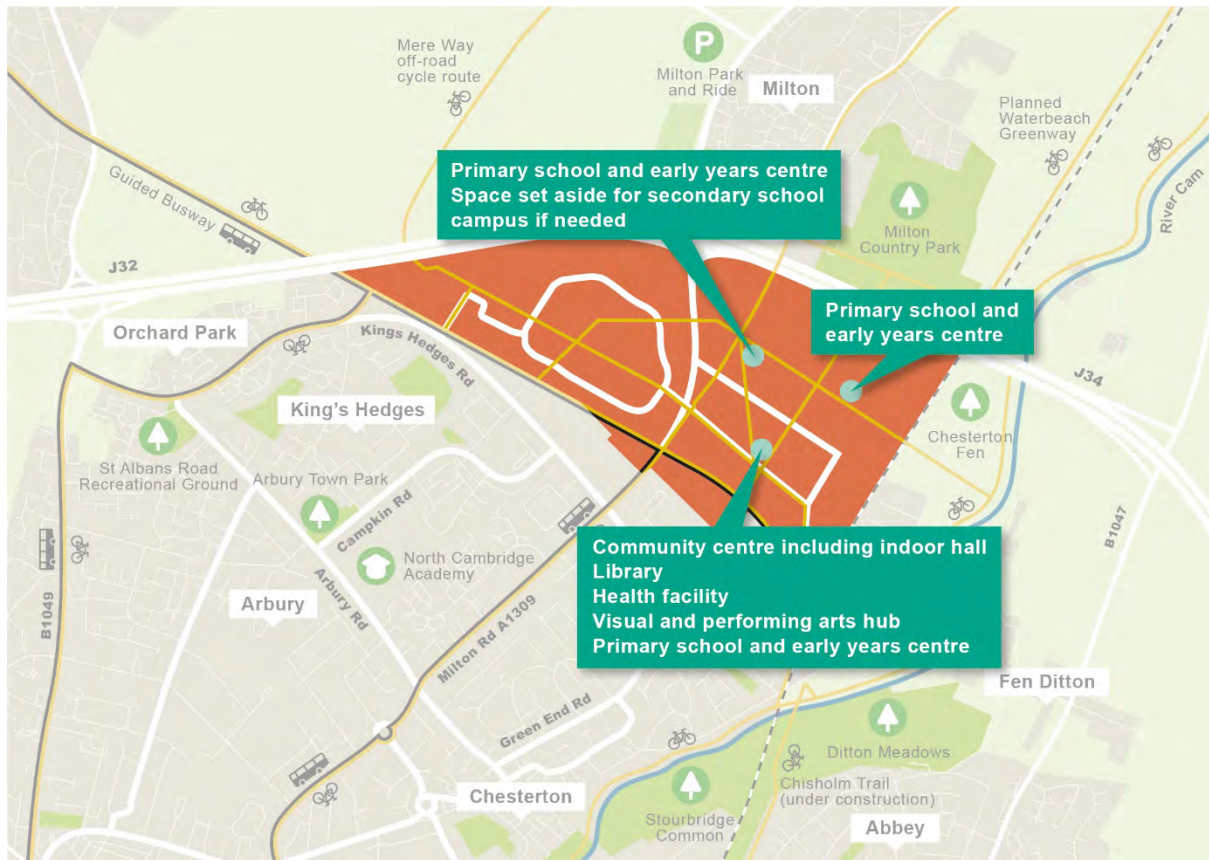 Mere Way
off-road
cycle route
P
Milton Park
and Ride
Milton
Planned
Waterbeach
Greenway
River Cam
Guided Busway
Primary school and early years centre
Space set aside for secondary school
campus if needed
Milton
Country Park
J32
Orchard Park
Kings Hedges Rd
Primary school and
early years centre
J34
King's Hedges
Chesterton
Fen
St Albans Road
Recreational Ground
Arbury Town Park
Campkin Rd
North Cambridge
Academy
B1047
B1049
Arbury
Arbury Rd
Milton Rd A1309
Community centre including indoor hall
Library
Health facility
Visual and performing arts hub
Primary school and early years centre
Fen Ditton
Green End Rd
Ditton Meadows
Chesterton
Chisholm Trail
(under construction)
Stourbridge
Common
Abbey